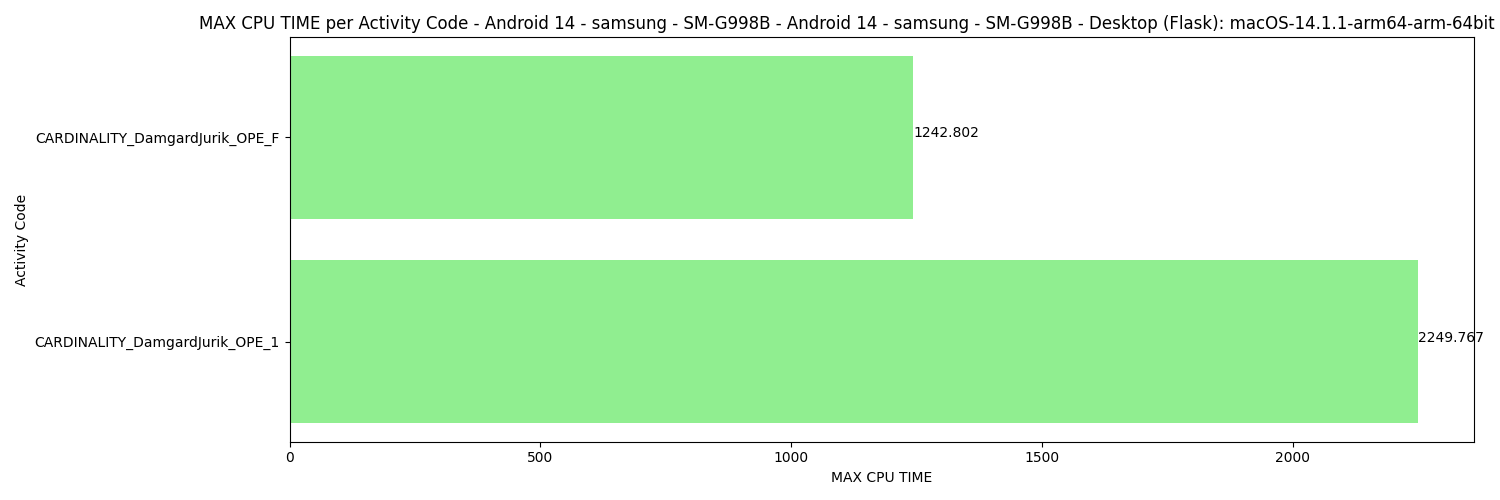 MAX CPU TIME per Activity Code - Android 14 - samsung - SM-G998B - Android 14 - samsung - SM-G998B - Desktop (Flask): macOS-14.1.1-arm64-arm-64bit
CARDINALITY_DamgardJurik_OPE_F
1242.802
Activity Code
CARDINALITY_DamgardJurik_OPE_1
2249.767
0 500 1000 1500 2000
MAX CPU TIME